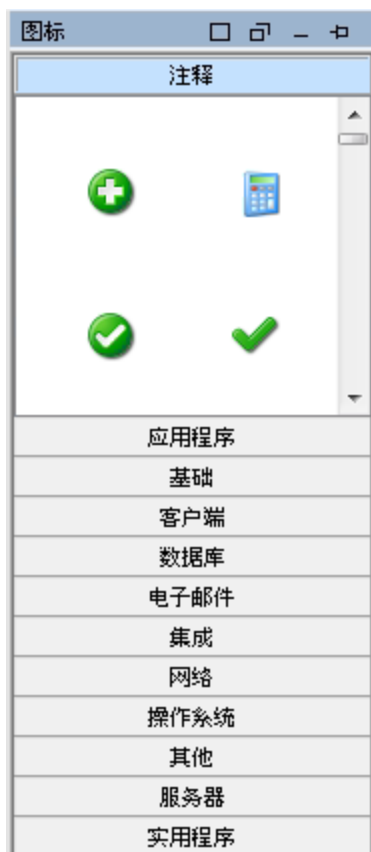 图标
注释
应用程序
基础
客户端
数据库
电子邮件
集成
网络
操作系统
其他
服务器
实用程序